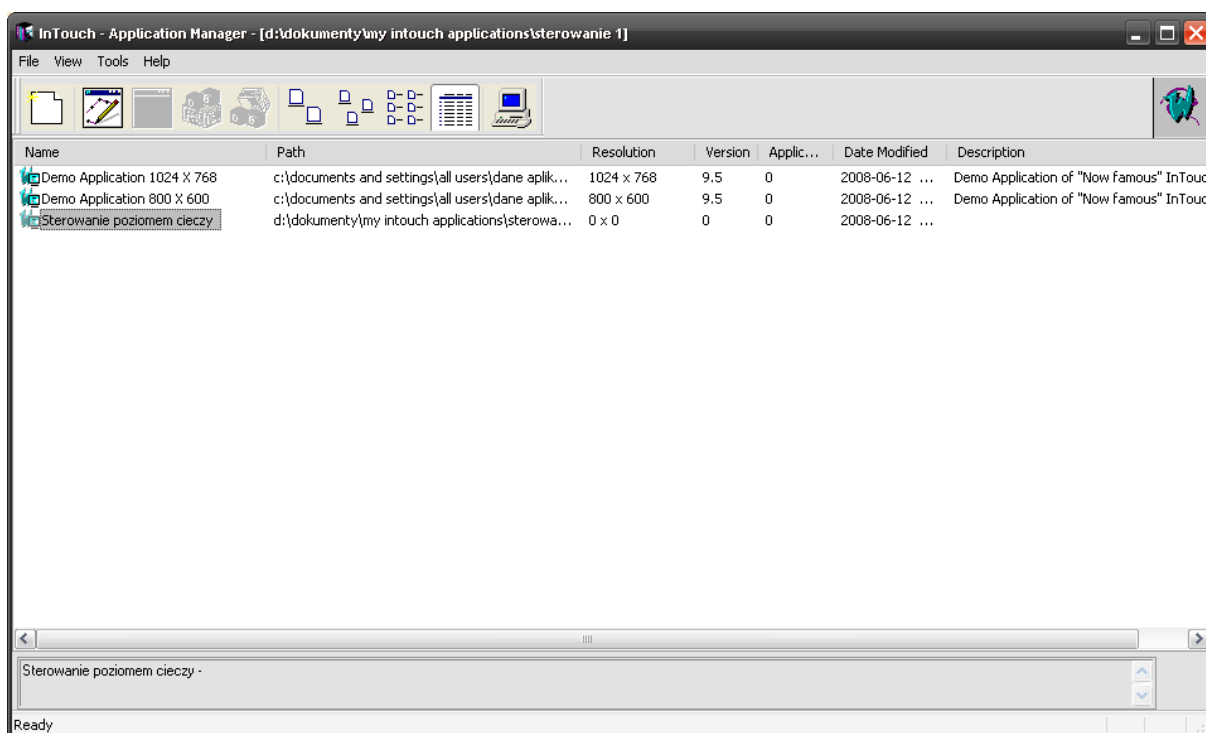 InTouch - Application Manager - [d:\dokumenty\my intouch applications\sterowanie 1]
File View Tools Help
Name Path Resolution Version Applic... Date Modified Description
Demo Application 1024 X 768 c:\documents and settings\all users\dane aplik... 1024 x 768 9.5 0 2008-06-12 ... Demo Application of "Now famous" InTouc
Demo Application 800 X 600 c:\documents and settings\all users\dane aplik... 800 x 600 9.5 0 2008-06-12 ... Demo Application of "Now famous" InTouc
Sterowanie poziomem cieczy d:\dokumenty\my intouch applications\sterowa... 0 x 0 0 0 2008-06-12 ...
Sterowanie poziomem cieczy -
Ready